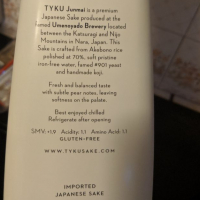 TYKU Junmai is a premium
Japanese Sake produced at the
famed Umenoyado Brewery located
between the Katsuragi and Nijo
Mountains in Nara, Japan. This
Sake is crafted from Akebono rice
polished at 70%, soft pristine
iron-water, famed #901 yeast
and handmade koji.
Fresh and balanced taste
with subtle pear notes, leaving
softness on the palate.
Best enjoyed chilled
Refrigerate after opening
SMV: Acidity: 1.1 Amino Acid: 1.1
GLUTEN-FREE
WWW.TYKUSAKE.COM
IMPORTED
JAPANESE SAKE